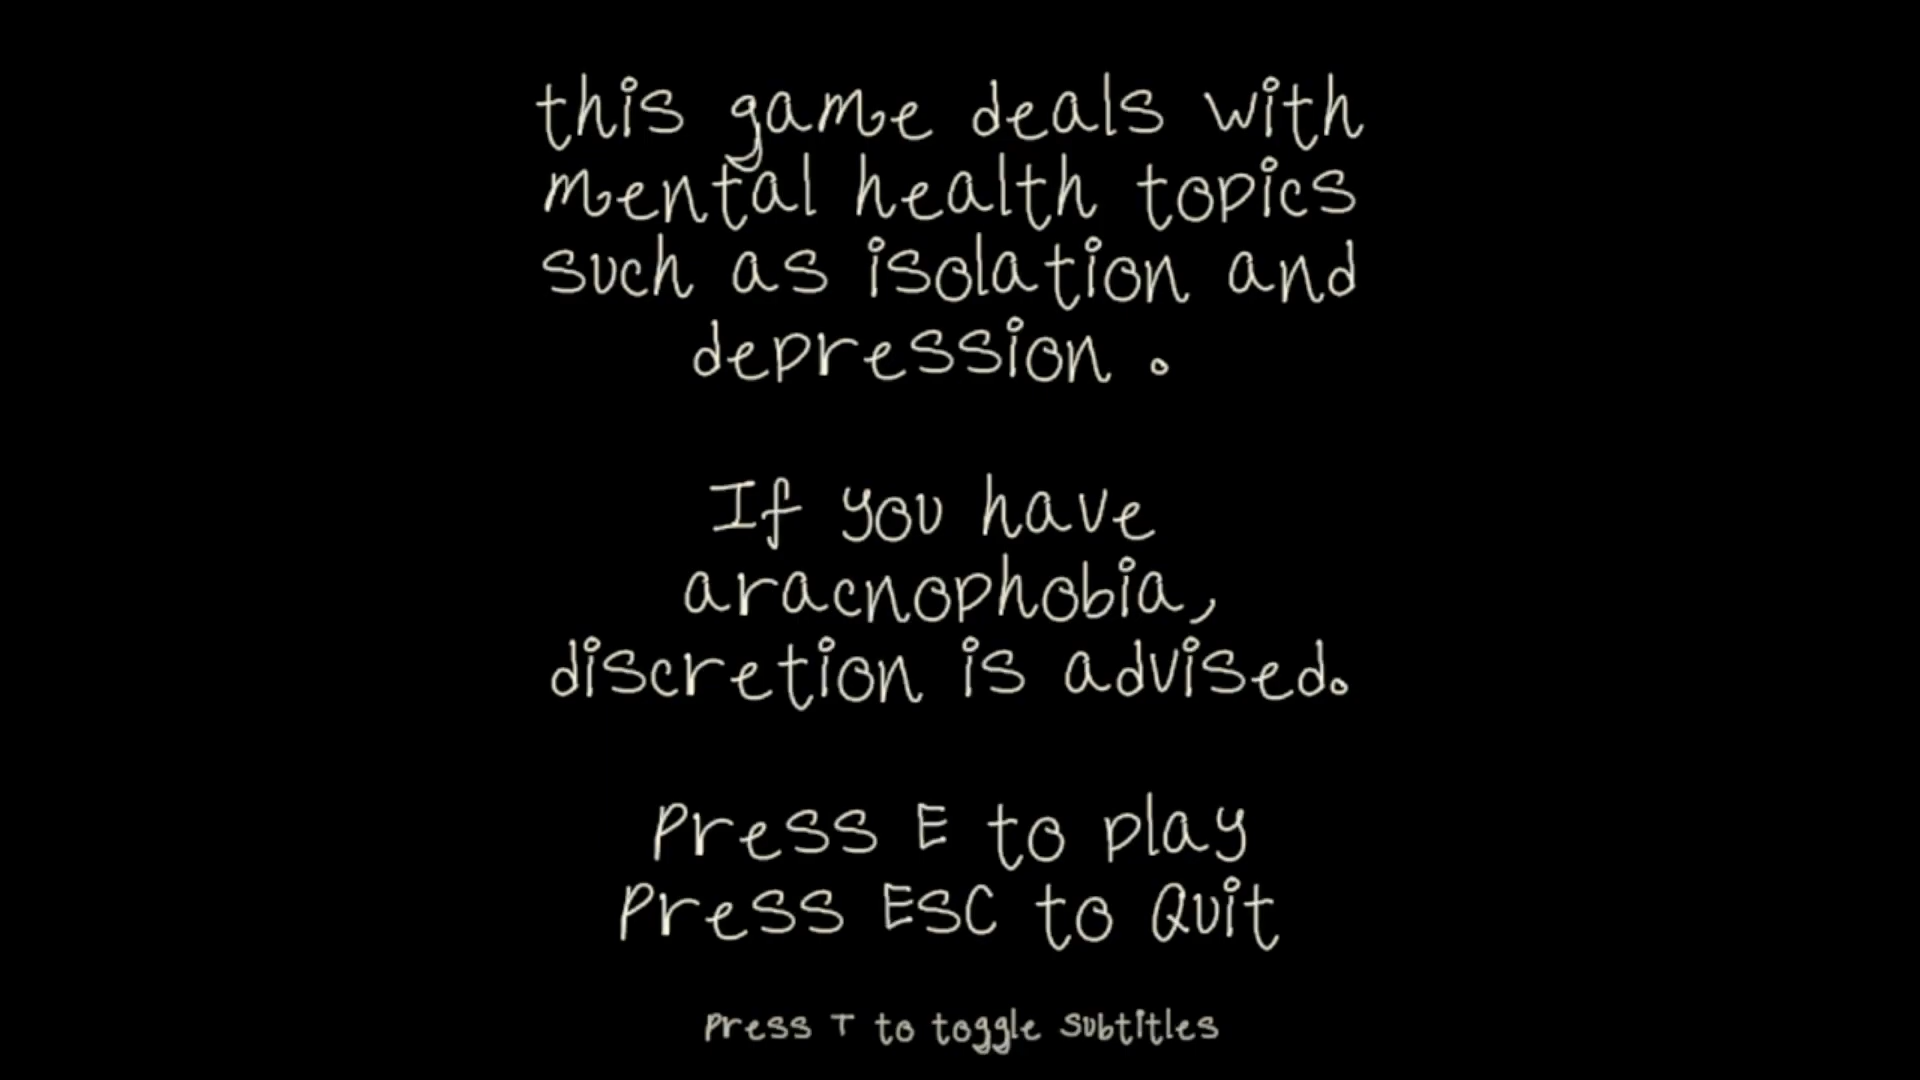 this game deals with
mental health topics
such as isolation and
depression .
If you have
aracnophobia,
discretion is advised.
Press E to play
Press ESC to Quit
Press T to toggle Subtitles